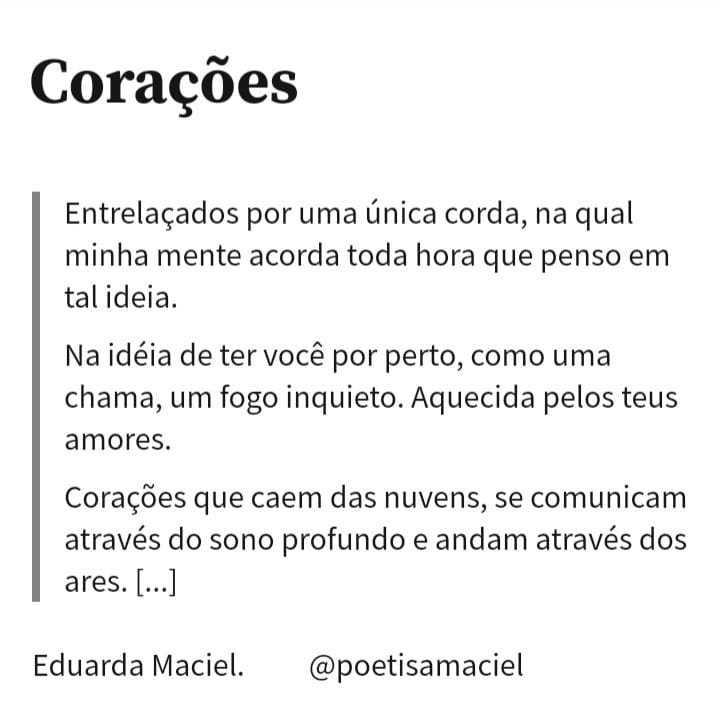 Corações
Entrelaçados por uma única corda, na qual
minha mente acorda toda hora que penso em
tal ideia.
Na idéia de ter você por perto, como uma
chama, um fogo inquieto. Aquecida pelos teus
amores.
Corações que caem das nuvens, se comunicam
através do sono profundo e andam através dos
ares. [...]
Eduarda Maciel. @poetisamaciel